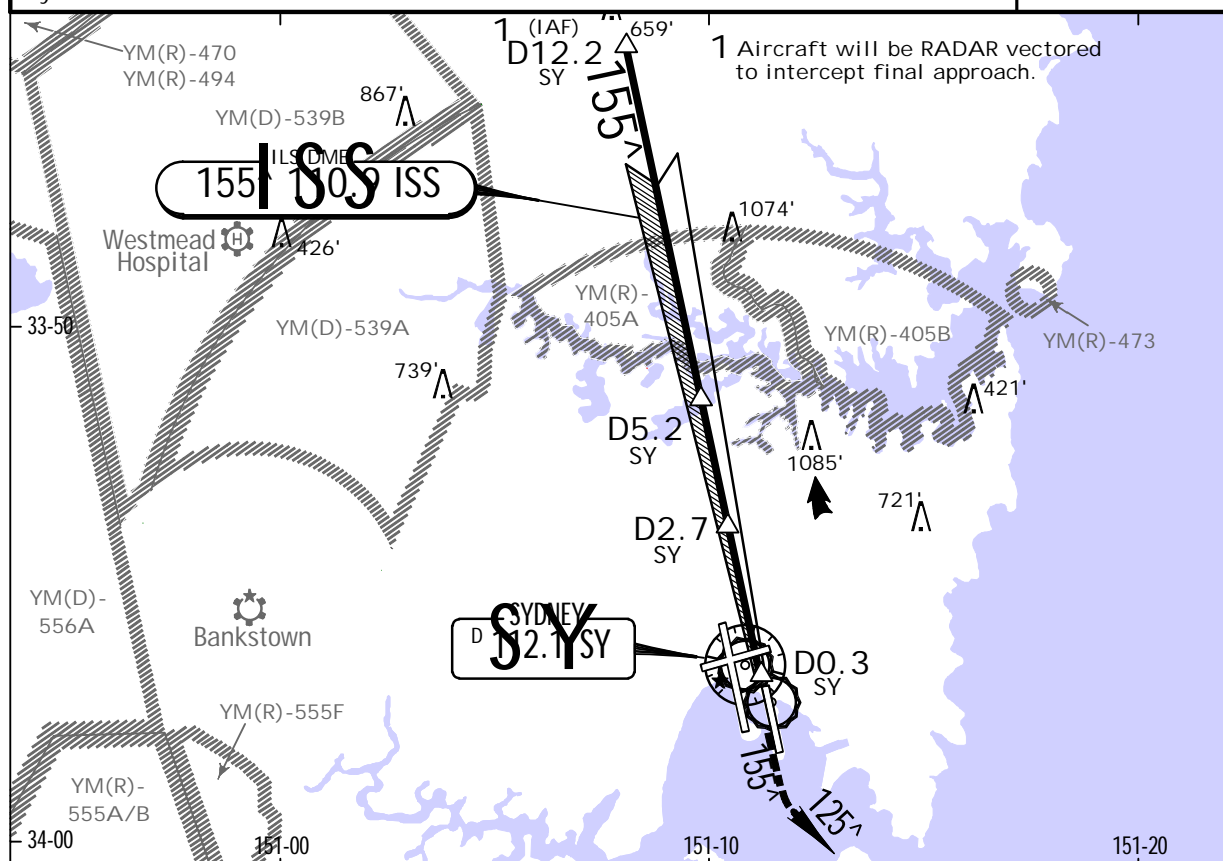 (IAF)
1
D12.2
SY
659'
1 Aircraft will be RADAR vectored
to intercept final approach.
155^
YM(R)-470
YM(R)-494
867'
YM(D)-539B
ILS DME
155^ 110.9 ISS
ISS
1074'
Westmead
Hospital
H
426'
YM(R)-
405A
YM(D)-539A
33-50
YM(R)-405B
YM(R)-473
739'
421'
D5.2
SY
1085'
721'
D2.7
SY
YM(D)-
556A
Bankstown
SYDNEY
D 112.1 SY
SY
D0.3
SY
YM(R)-555F
155^
125^
YM(R)-
555A/B
34-00
151-00
151-10
151-20